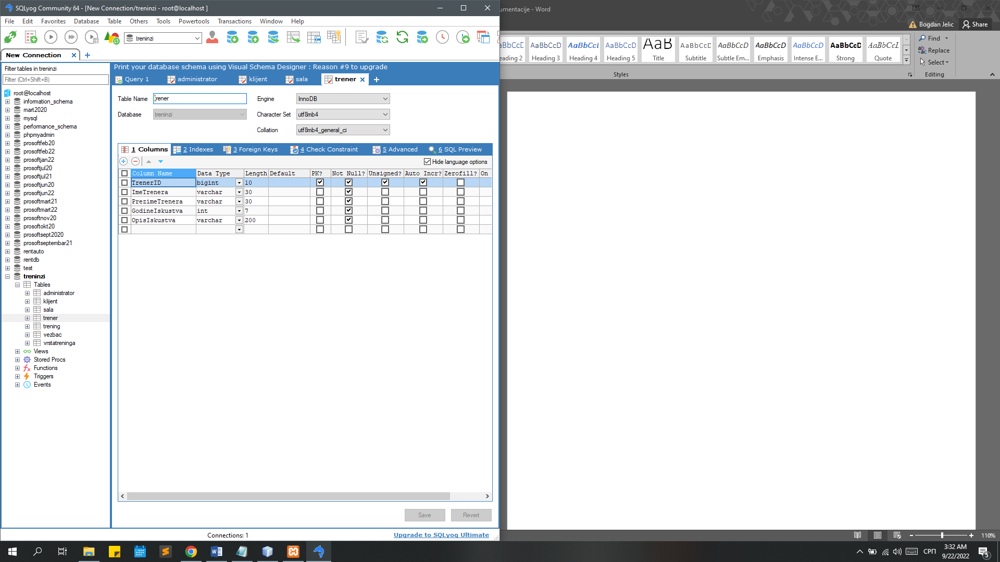 SQLyog Community 64 - [New Connection/treninzi - root@localhost ]
File Edit Favorites Database Table Others Tools Powertools Transactions Window Help
treninzi
New Connection
Filter tables in treninzi
Filter (Ctrl+Shift+B)
root@localhost
information_schema
mart2020
mysql
performance_schema
phpmyadmin
prosoftfeb20
prosoftfeb22
prosoftjan22
prosoftjul20
prosoftjul21
prosoftjun20
prosoftjun22
prosoftmart21
prosoftmart22
prosoftnov20
prosoftokt20
prosoftsept2020
prosoftseptembar21
rentauto
rentdb
test
treninzi
Tables
administrator
klijent
sala
trener
trening
vezbac
vrstatreninga
Views
Stored Procs
Functions
Triggers
Events
Print your database schema using Visual Schema Designer : Reason #9 to upgrade
Query 1 administrator klijent sala trener
Table Name trener Engine InnoDB
Database treninzi Character Set utf8mb4
Collation utf8mb4_general_ci
1 Columns 2 Indexes 3 Foreign Keys 4 Check Constraint 5 Advanced 6 SQL Preview
Hide language options
Column Name Data Type Length Default PK? Not Null? Unsigned? Auto Incr? Zerofill? On
TrenerID bigint 10
ImeTrenera varchar 30
PrezimeTrenera varchar 30
GodineIskustva int 7
OpisIskustva varchar 200
Save Revert
Connections: 1 Upgrade to SQLyog Ultimate
umentacije - Word
Bogdan Jelic Share
AaBbCcD AaBbCcD AaBbCcI AaBbCcD AaB AaBbCcD AaBbCcD AaBbCcD AaBbCcD AaBbCcD AaBbCcI
eading 2 Heading 3 Heading 4 Heading 5 Title Subtitle Subtle Em... Emphasis Intense E... Strong Quote
Find
Replace
Select
Styles Editing
110%
СРП
3:32 AM
9/22/2022
5